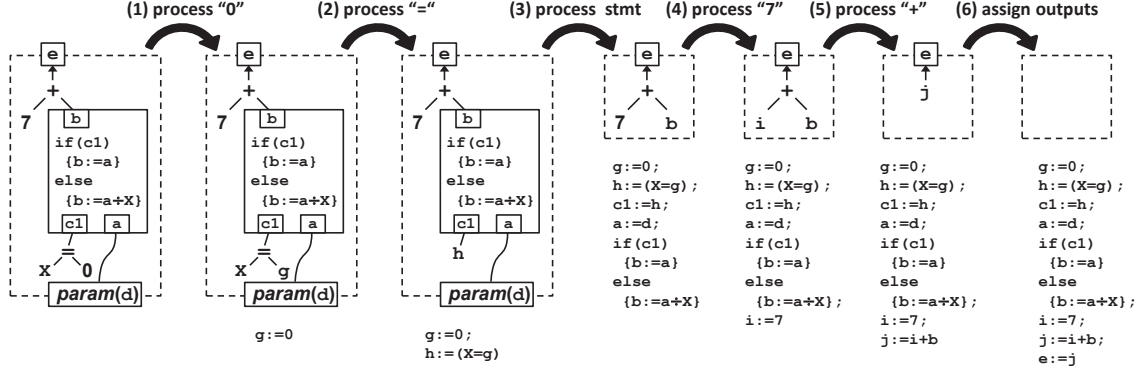 (1) process “0”
(2) process “=“
(3) process stmt
(4) process “7”
(5) process “+”
(6) assign outputs
e
+
7
b
if(c1)
{b:=a}
else
{b:=a÷X}
c1 a
=
X 0
param(d)
e
+
7
b
if(c1)
{b:=a}
else
{b:=a÷X}
c1 a
=
X g
param(d)
g:=0
e
+
7
b
if(c1)
{b:=a}
else
{b:=a÷X}
c1 a
h
param(d)
g:=0;
h:=(X=g)
e
+
7 b
g:=0;
h:=(X=g);
c1:=h;
a:=d;
if(c1)
{b:=a}
else
{b:=a÷X}
e
+
i b
g:=0;
h:=(X=g);
c1:=h;
a:=d;
if(c1)
{b:=a}
else
{b:=a÷X};
i:=7
e
j
g:=0;
h:=(X=g);
c1:=h;
a:=d;
if(c1)
{b:=a}
else
{b:=a÷X};
i:=7;
j:=i+b
g:=0;
h:=(X=g);
c1:=h;
a:=d;
if(c1)
{b:=a}
else
{b:=a÷X};
i:=7;
j:=i+b;
e:=j